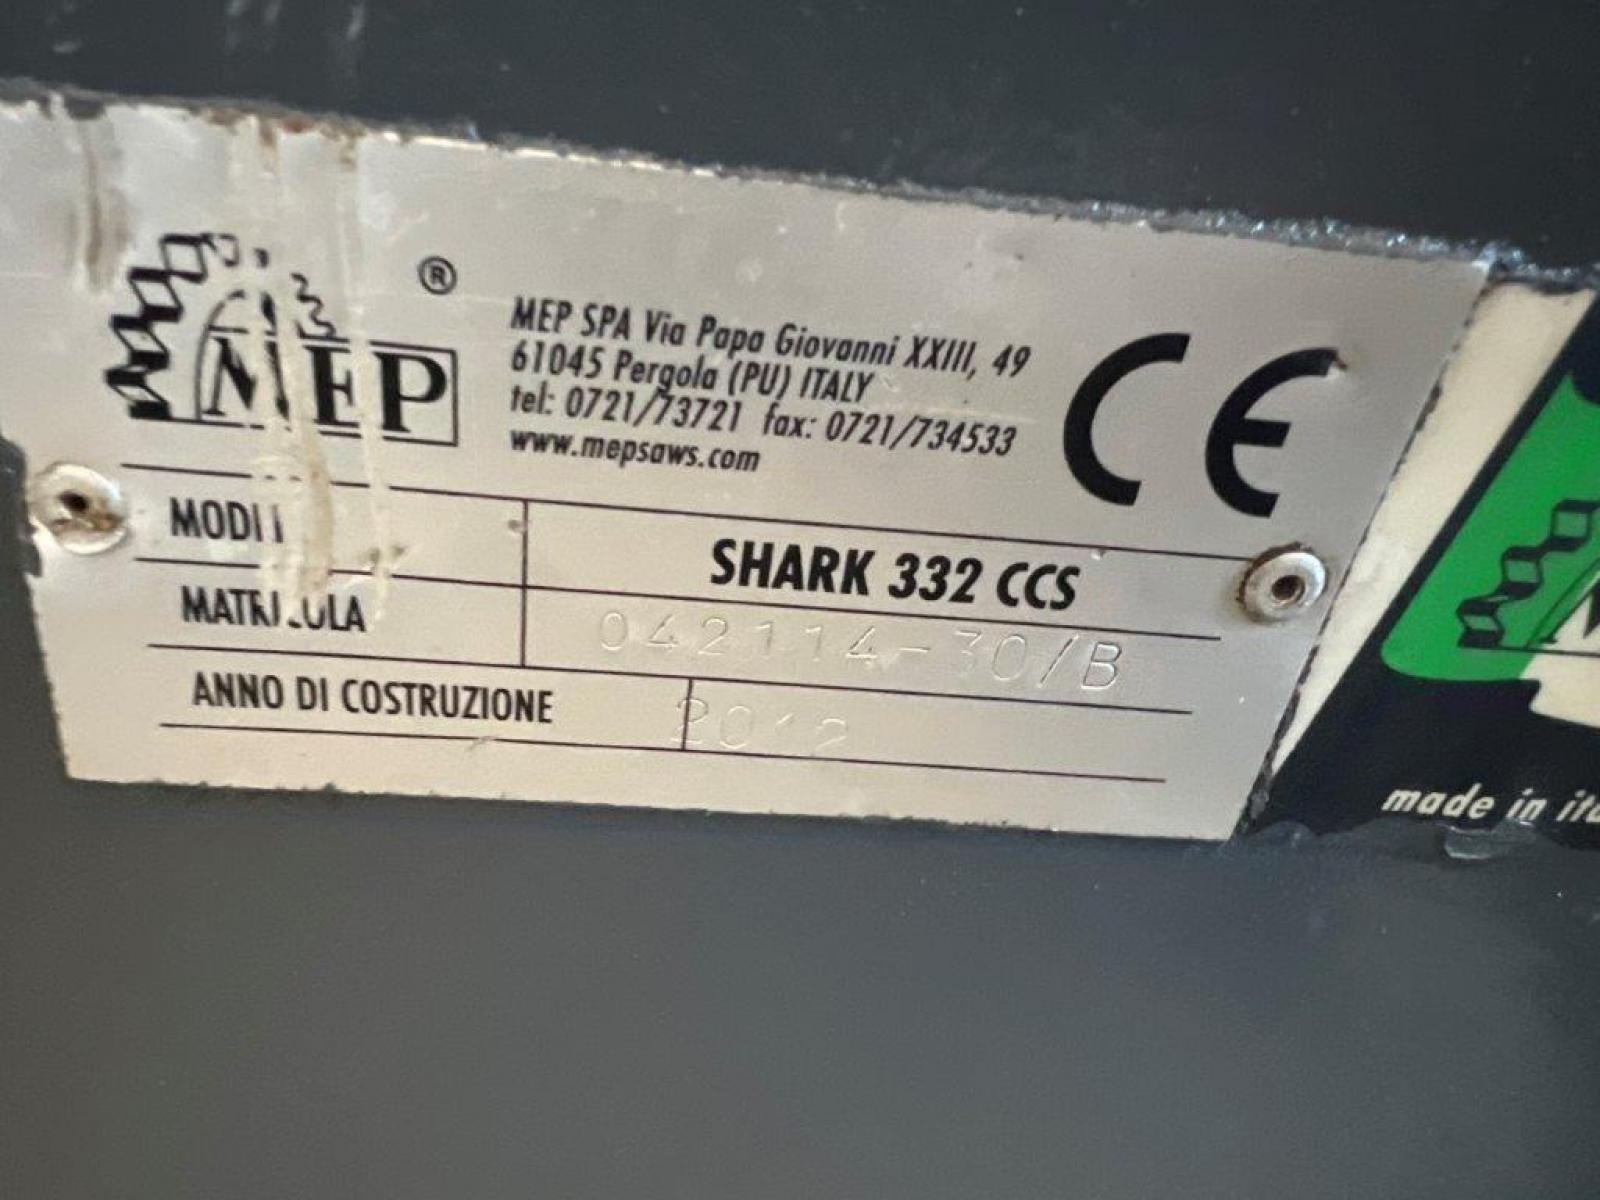 MEP
®
MEP SPA Via Papa Giovanni XXIII, 49
61045 Pergola (PU) ITALY
tel: 0721/73721 fax: 0721/734533
www.mepsaws.com
CE
SHARK 332 CCS
MATRICOLA 042114-30/B
ANNO DI COSTRUZIONE 2012
made in